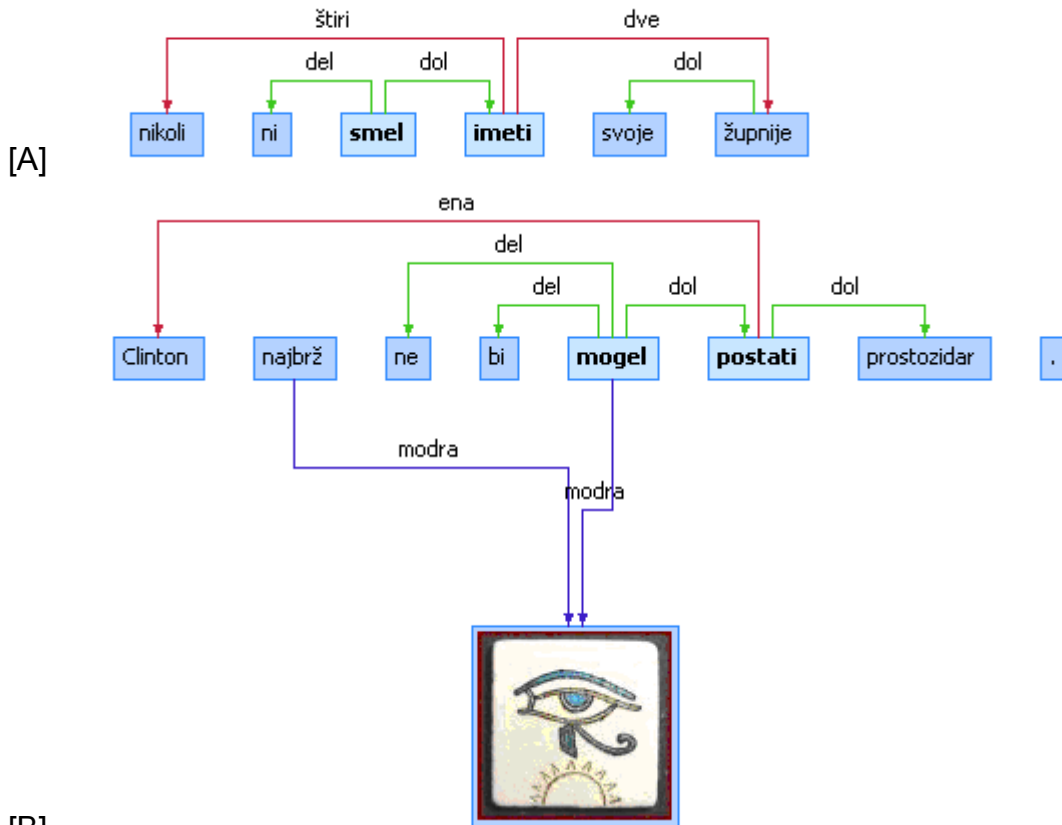 štiri dve
del dol dol
nikoli ni smel imeti svoje župnije
[A]
ena
del
del dol dol
Clinton najbrž ne bi mogel postati prostozidar .
modra
modra
[B]